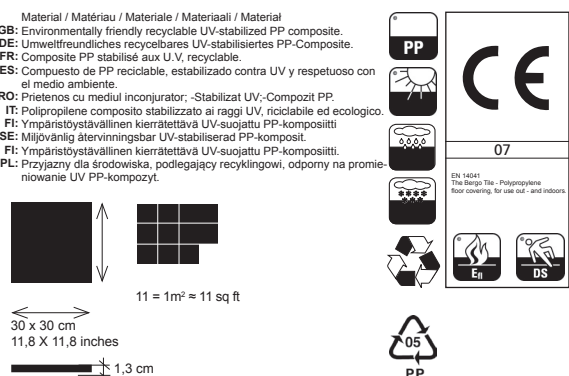 Material / Matériau / Materiale / Materiaali / Materiał
GB: Environmentally friendly recyclable UV-stabilized PP composite.
DE: Umweltfreundliches recycelbares UV-stabilisiertes PP-Composite.
FR: Composite PP stabilisé aux U.V, recyclable.
ES: Compuesto de PP reciclable, estabilizado contra UV y respetuoso con
el medio ambiente.
RO: Prietenos cu mediul inconjurator; -Stabilizat UV;-Compozit PP.
IT: Polipropilene composito stabilizzato ai raggi UV, riciclabile ed ecologico.
FI: Ympäristöystävällinen kierrätettävä UV-suojattu PP-komposiitti
SE: Miljövänlig återvinningsbar UV-stabiliserad PP-komposit.
FI: Ympäristöystävällinen kierrätettävä UV-suojattu PP-komposiitti.
PL: Przyjazny dla środowiska, podlegający recyklingowi, odporny na promie-
niowanie UV PP-kompozyt.
11 = 1m² ≈ 11 sq ft
30 x 30 cm
11,8 X 11,8 inches
1,3 cm
PP
05
PP
CE
07
EN 14041
The Bergo Tile - Polypropylene
floor covering, for use out - and indoors.
Efl
DS